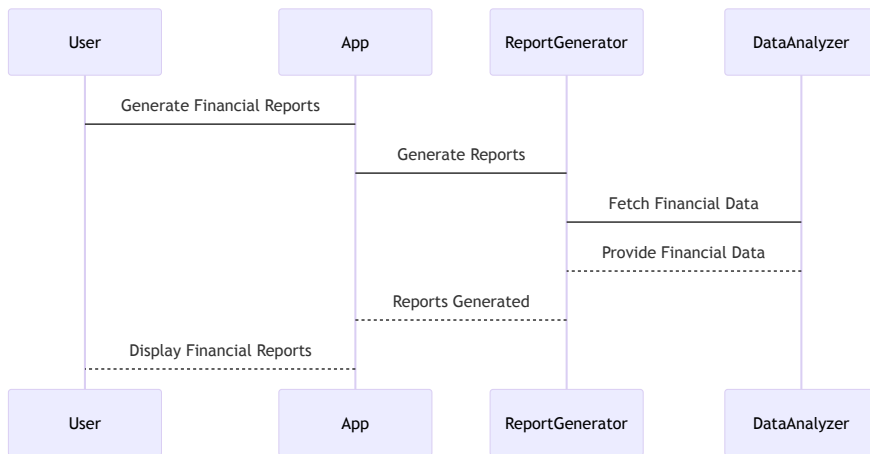 User App ReportGenerator DataAnalyzer
Generate Financial Reports
Generate Reports
Fetch Financial Data
Provide Financial Data
Reports Generated
Display Financial Reports
User App ReportGenerator DataAnalyzer